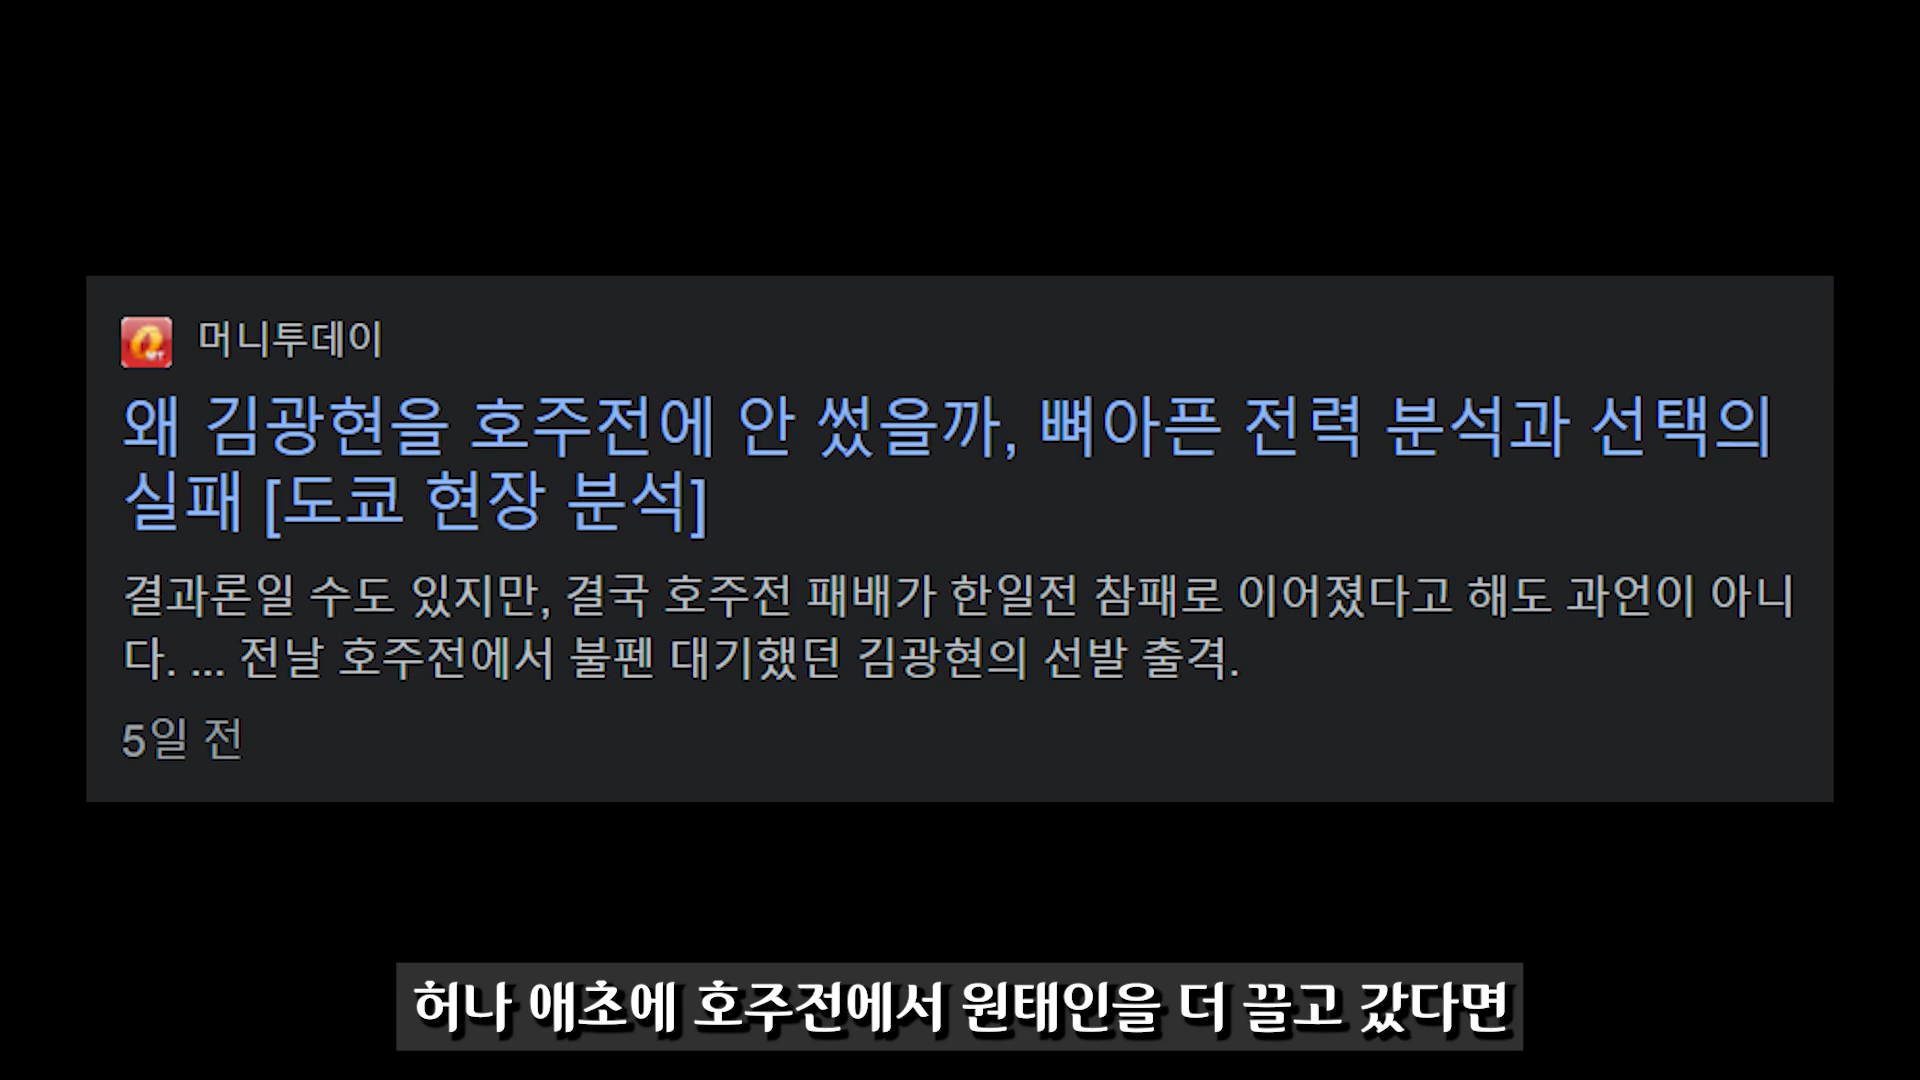 머니투데이
왜 김광현을 호주전에 안 썼을까, 뼈아픈 전력 분석과 선택의
실패 [도쿄 현장 분석]
결과론일 수도 있지만, 결국 호주전 패배가 한일전 참패로 이어졌다고 해도 과언이 아니
다. ... 전날 호주전에서 불펜 대기했던 김광현의 선발 출격.
5일 전
허나 애초에 호주전에서 원태인을 더 끌고 갔다면